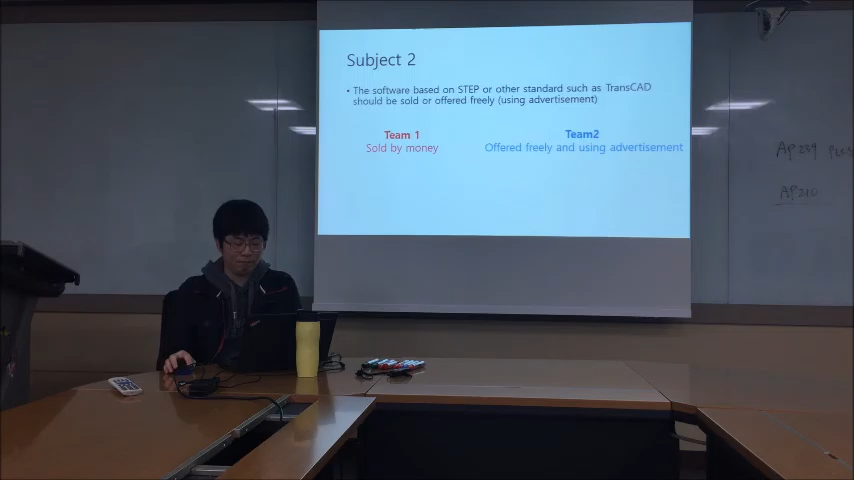 Subject 2
• The software based on STEP or other standard such as TransCAD
should be sold or offered freely (using advertisement)
Team 1
Sold by money
Team2
Offered freely and using advertisement
AP239
AP210